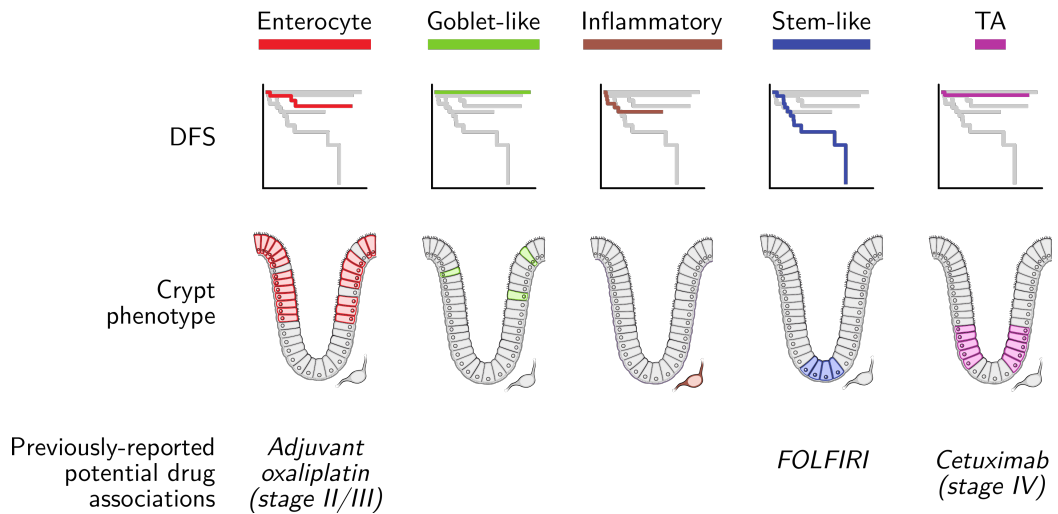 Enterocyte Goblet-like Inflammatory Stem-like TA
DFS
Crypt
phenotype
Previously-reported
potential drug
associations
Adjuvant
oxaliplatin
(stage II/III)
FOLFIRI
Cetuximab
(stage IV)